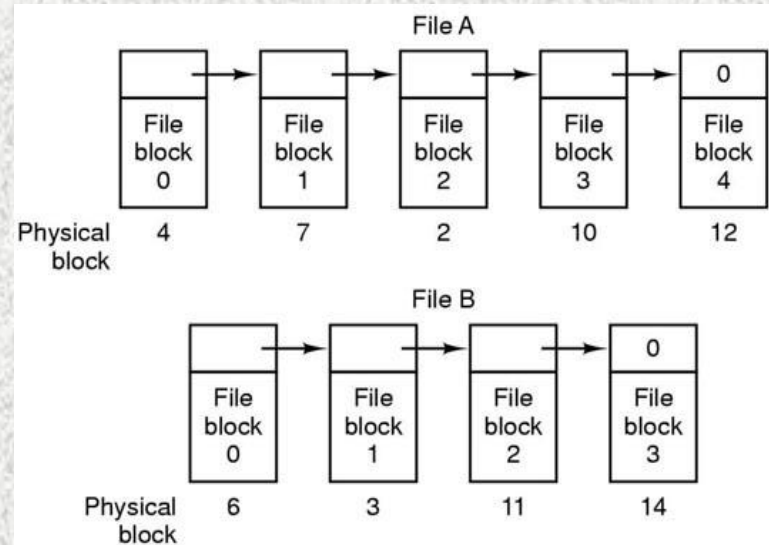 File A
0
File block 0
File block 1
File block 2
File block 3
File block 4
Physical block
4 7 2 10 12
File B
0
File block 0
File block 1
File block 2
File block 3
Physical block
6 3 11 14